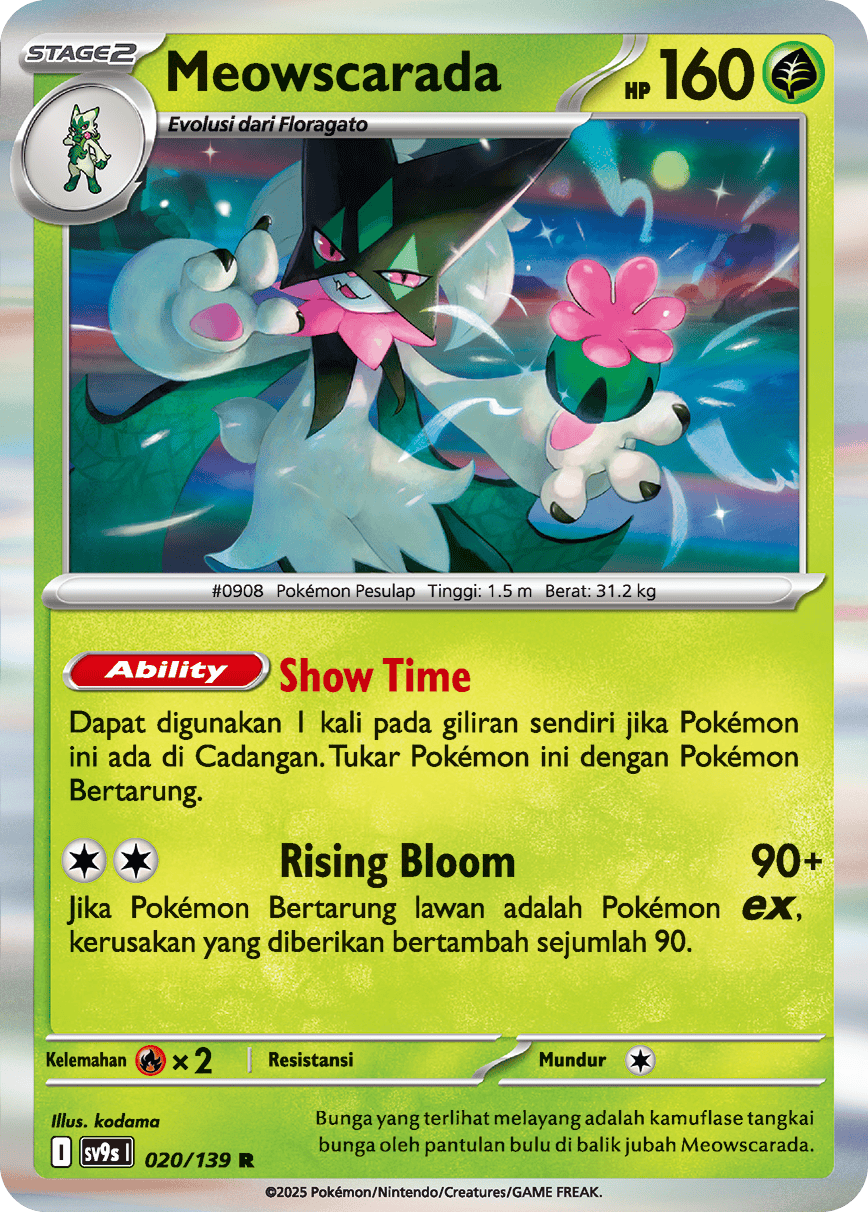 STAGE2
Meowscarada
HP 160
Evolusi dari Floragato
#0908 Pokémon Pesulap Tinggi: 1.5 m Berat: 31.2 kg
Ability Show Time
Dapat digunakan 1 kali pada giliran sendiri jika Pokémon
ini ada di Cadangan. Tukar Pokémon ini dengan Pokémon
Bertarung.
Rising Bloom 90+
Jika Pokémon Bertarung lawan adalah Pokémon ex,
kerusakan yang diberikan bertambah sejumlah 90.
Kelemahan ×2 Resistansi Mundur
Illus. kodama
Bunga yang terlihat melayang adalah kamuflase tangkai
bunga oleh pantulan bulu di balik jubah Meowscarada.
I sv9s I 020/139 R
©2025 Pokémon/Nintendo/Creatures/GAME FREAK.